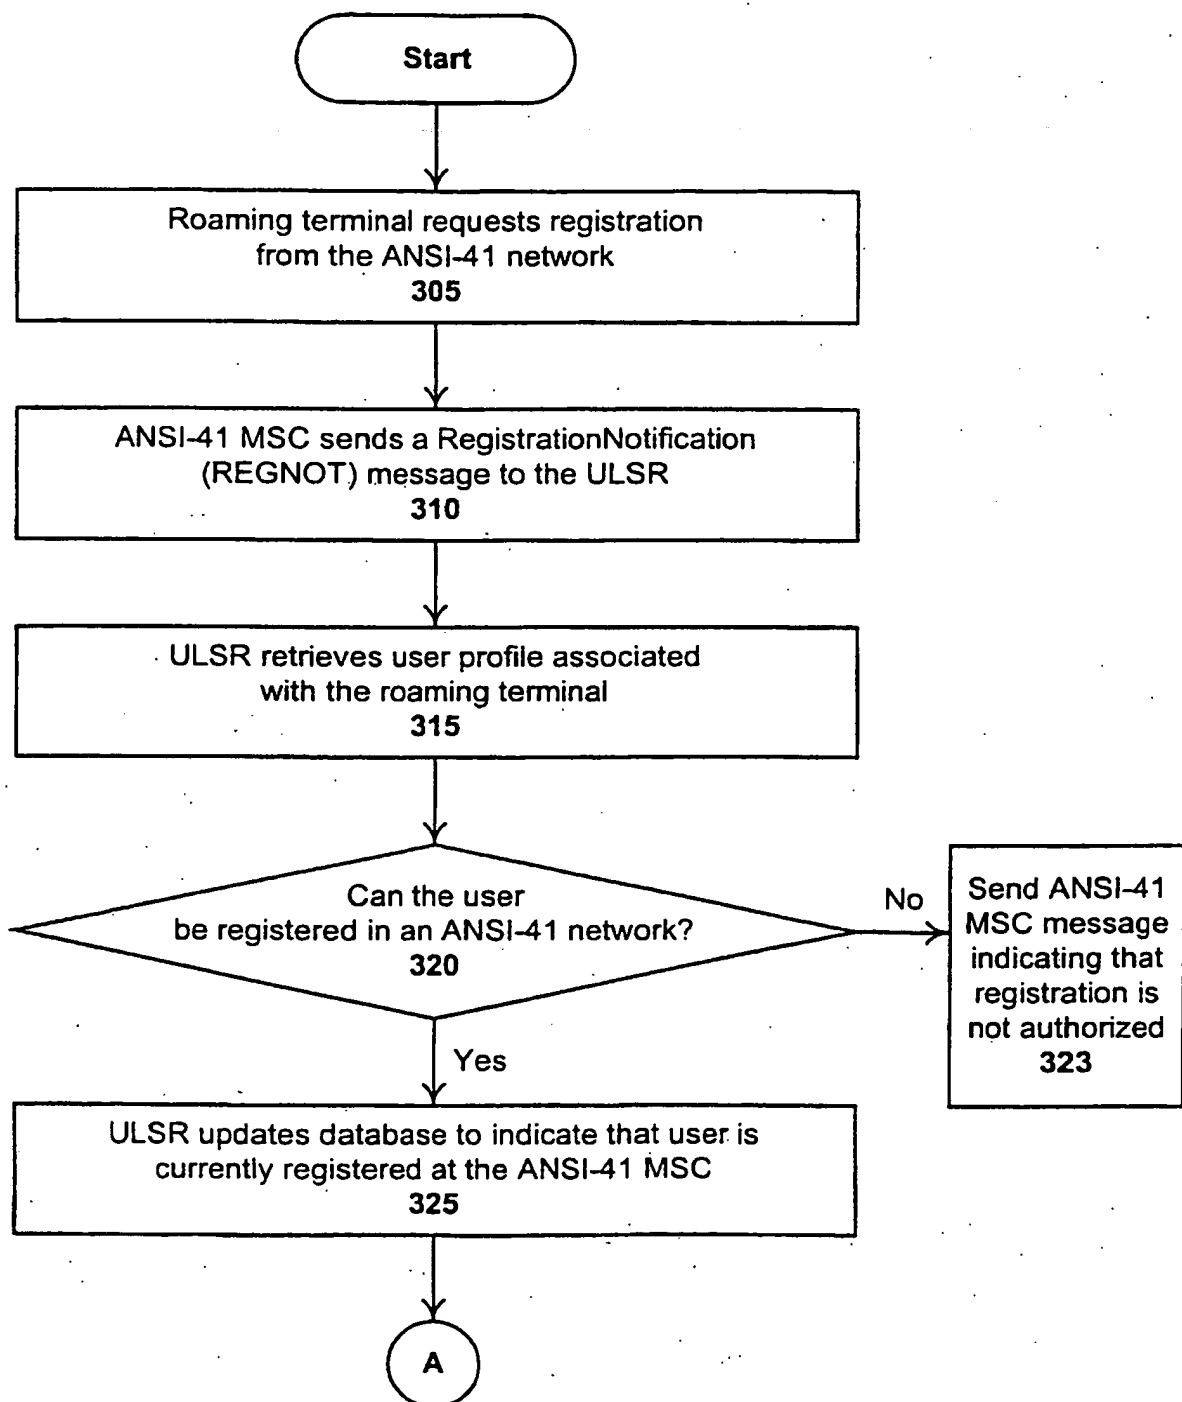 Start
Roaming terminal requests registration
from the ANSI-41 network
305
ANSI-41 MSC sends a RegistrationNotification
(REGNOT) message to the ULSR
310
ULSR retrieves user profile associated
with the roaming terminal
315
Can the user
be registered in an ANSI-41 network?
320
No
Send ANSI-41
MSC message
indicating that
registration is
not authorized
323
Yes
ULSR updates database to indicate that user is
currently registered at the ANSI-41 MSC
325
A